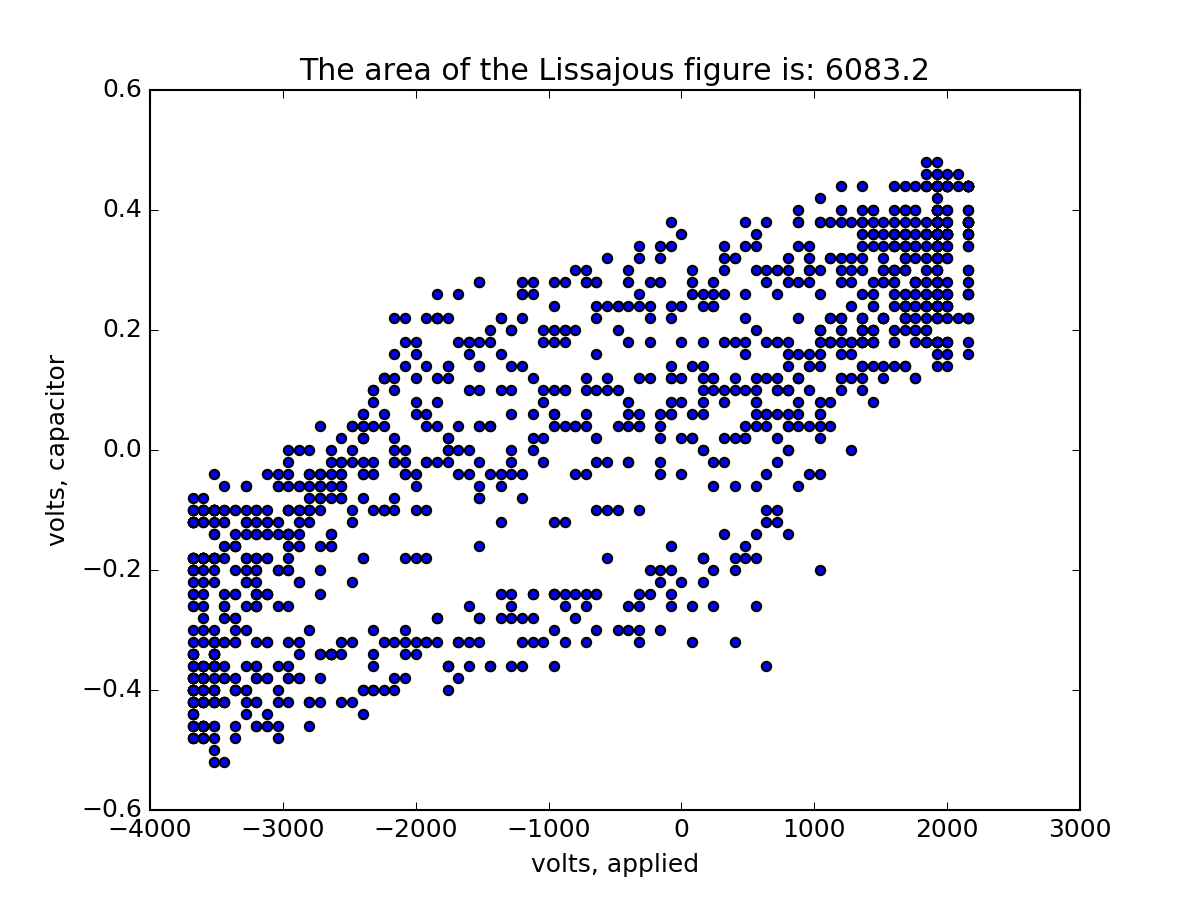 The area of the Lissajous figure is: 6083.2
0.6
0.4
0.2
0.0
−0.2
−0.4
−0.6
volts, capacitor
−4000 −3000 −2000 −1000 0 1000 2000 3000
volts, applied